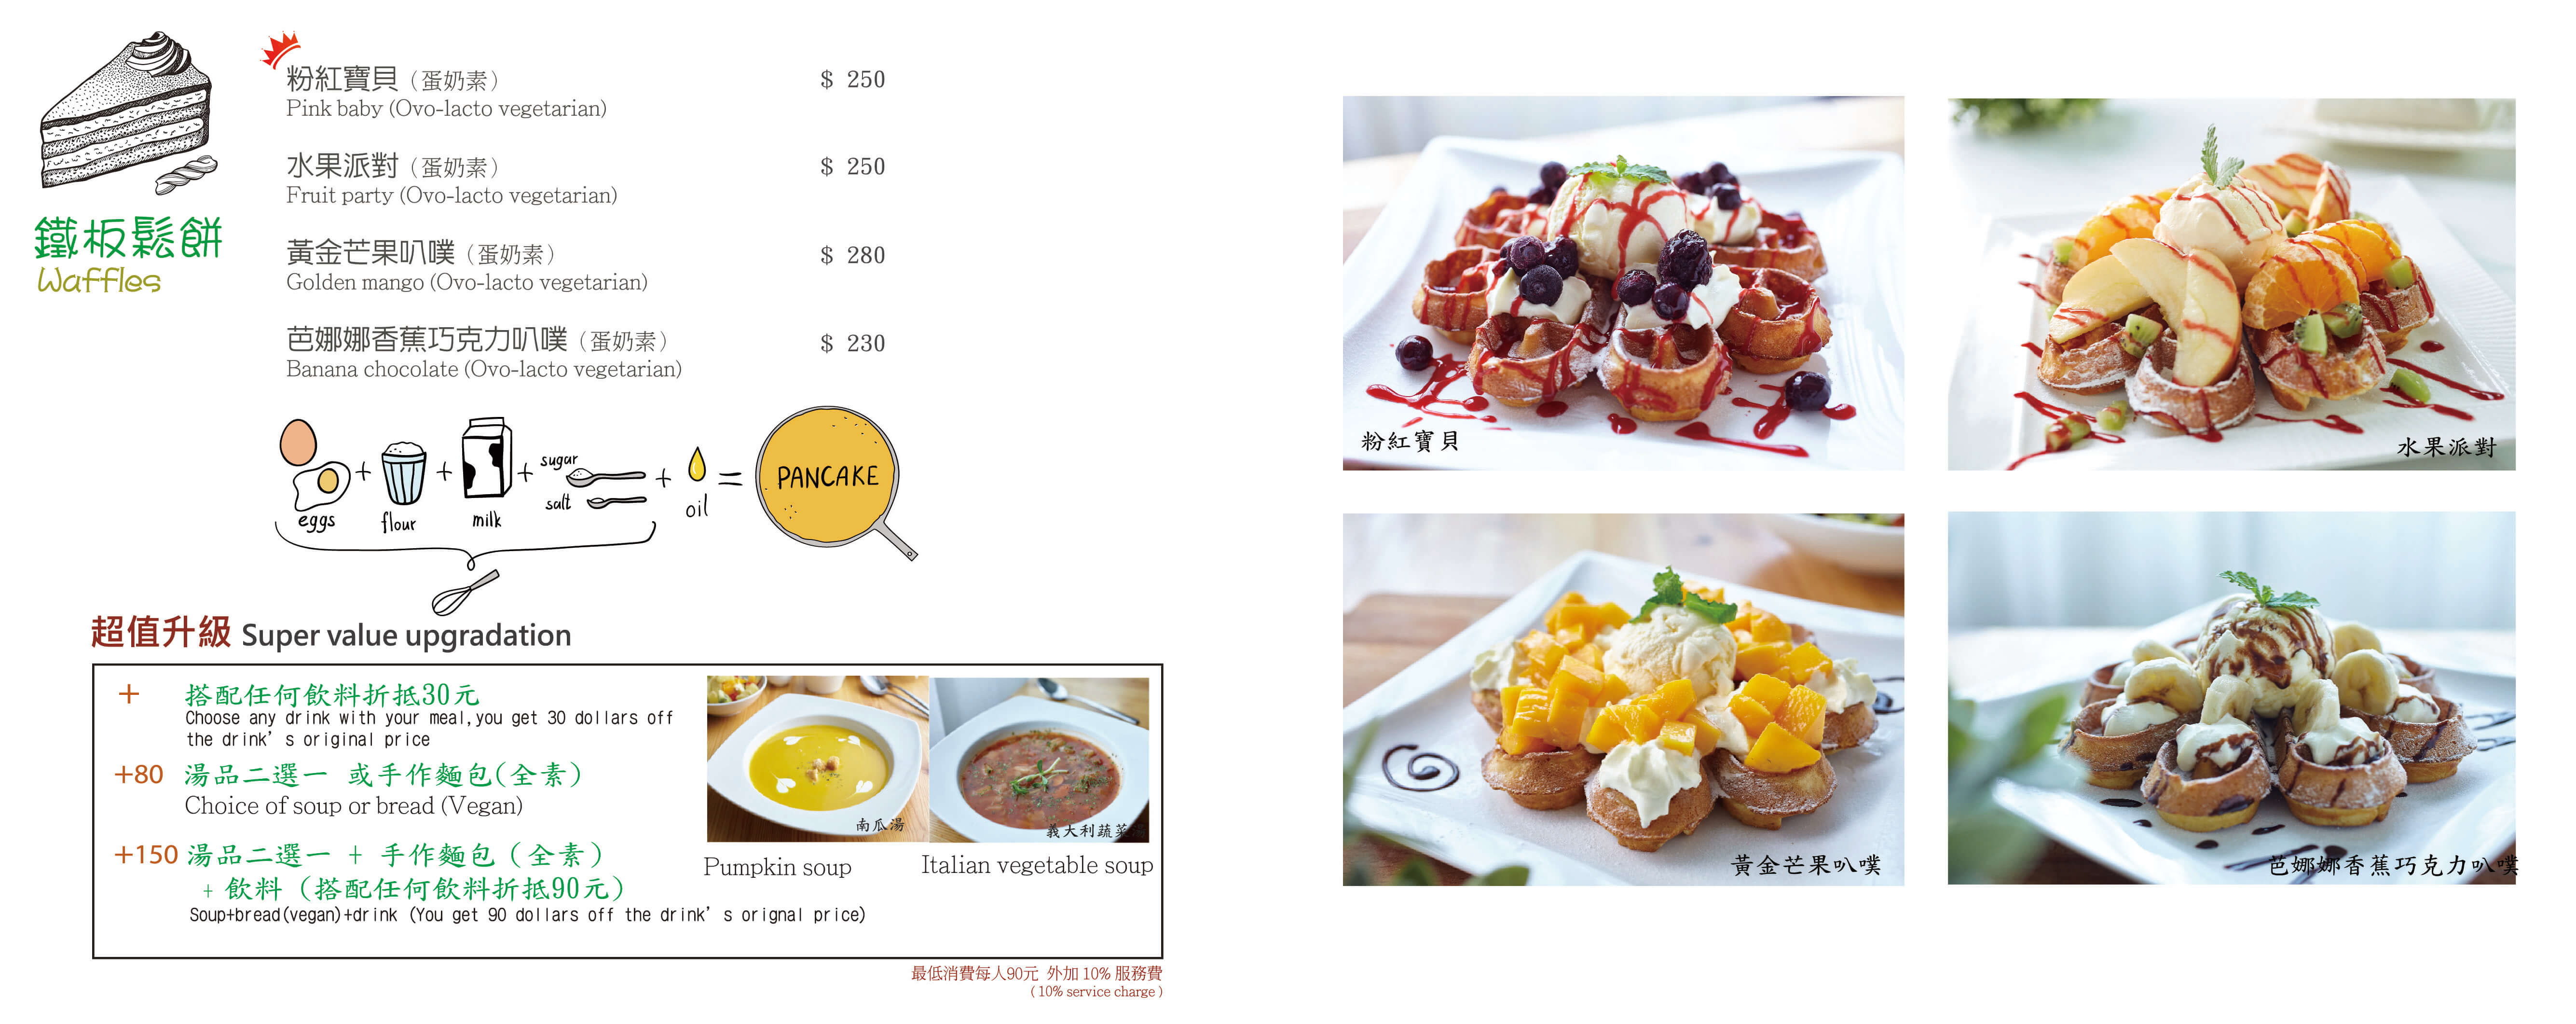 鐵板鬆餅
Waffles
粉紅寶貝（蛋奶素） $ 250
Pink baby (Ovo-lacto vegetarian)
水果派對（蛋奶素） $ 250
Fruit party (Ovo-lacto vegetarian)
黃金芒果叭噗（蛋奶素） $ 280
Golden mango (Ovo-lacto vegetarian)
芭娜娜香蕉巧克力叭噗（蛋奶素） $ 230
Banana chocolate (Ovo-lacto vegetarian)
eggs + flour + milk + sugar salt + oil = PANCAKE
超值升級 Super value upgradation
+ 搭配任何飲料折抵30元
Choose any drink with your meal,you get 30 dollars off
the drink’s original price
+80 湯品二選一 或手作麵包(全素)
Choice of soup or bread (Vegan)
+150 湯品二選一 + 手作麵包（全素）
+ 飲料（搭配任何飲料折抵90元）
Soup+bread(vegan)+drink (You get 90 dollars off the drink’s orignal price)
南瓜湯
義大利蔬菜湯
Pumpkin soup
Italian vegetable soup
最低消費每人90元 外加 10% 服務費
( 10% service charge )
粉紅寶貝
水果派對
黃金芒果叭噗
芭娜娜香蕉巧克力叭噗